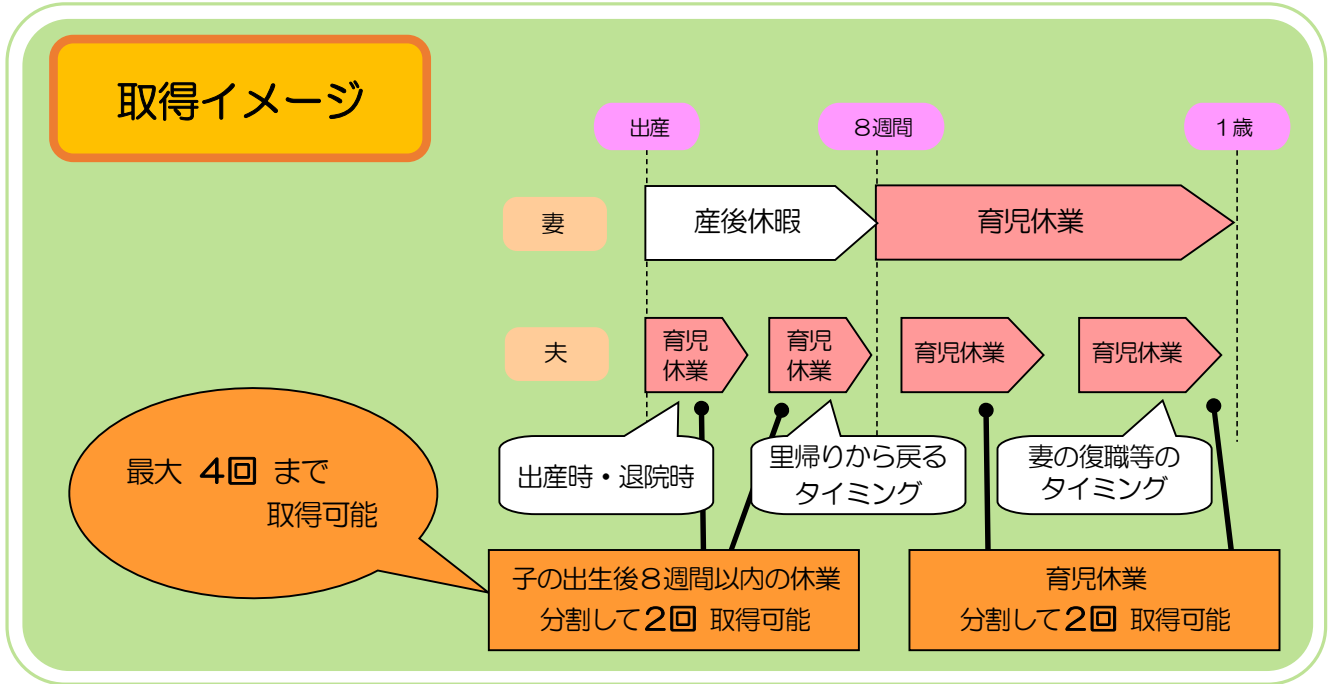 取得イメージ
出産
8週間
1歳
妻
産後休暇
育児休業
夫
育児
休業
育児
休業
育児休業
育児休業
出産時・退院時
里帰りから戻る
タイミング
妻の復職等の
タイミング
最大 4回 まで
取得可能
子の出生後8週間以内の休業
分割して2回 取得可能
育児休業
分割して2回 取得可能